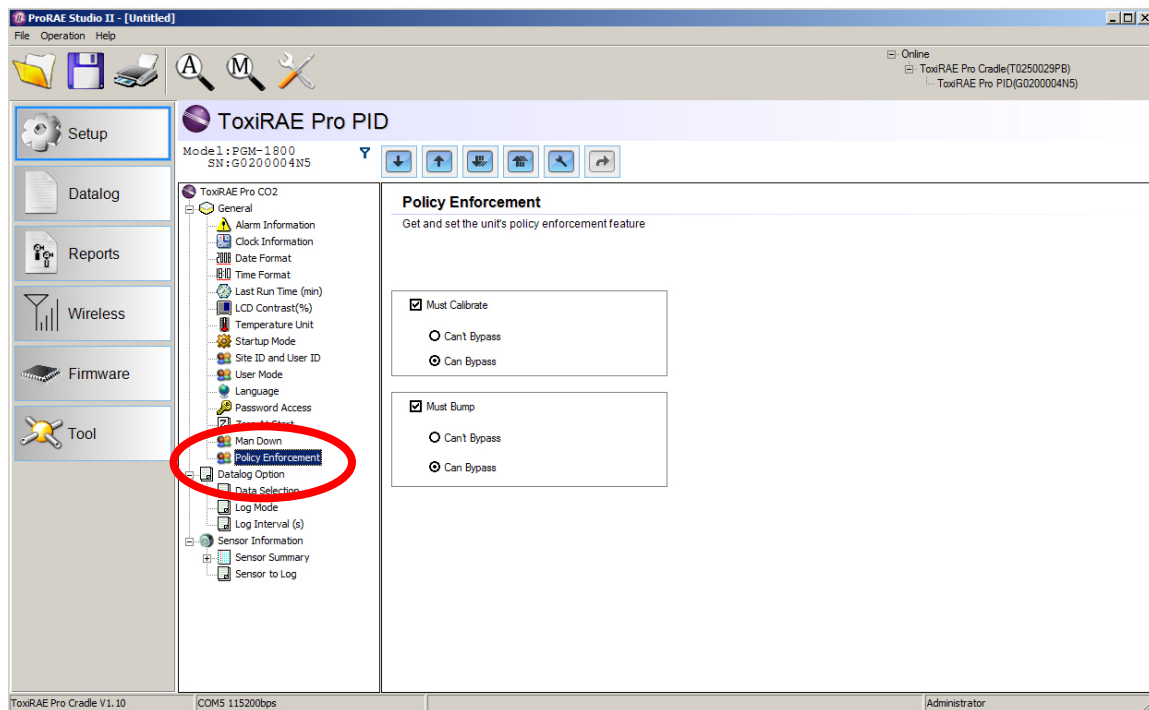 ProRAE Studio II - [Untitled]
File Operation Help
A M
Online
ToxiRAE Pro Cradle(T0250029PB)
ToxiRAE Pro PID(G0200004N5)
Setup
Datalog
Reports
Wireless
Firmware
Tool
ToxiRAE Pro PID
Model:PGM-1800
SN:G0200004N5
ToxiRAE Pro CO2
General
Alarm Information
Clock Information
Date Format
Time Format
Last Run Time (min)
LCD Contrast(%)
Temperature Unit
Startup Mode
Site ID and User ID
User Mode
Language
Password Access
Zero At Start
Man Down
Policy Enforcement
Datalog Option
Data Selection
Log Mode
Log Interval (s)
Sensor Information
Sensor Summary
Sensor to Log
Policy Enforcement
Get and set the unit's policy enforcement feature
Must Calibrate
Can't Bypass
Can Bypass
Must Bump
Can't Bypass
Can Bypass
ToxiRAE Pro Cradle V1.10
COM5 115200bps
Administrator